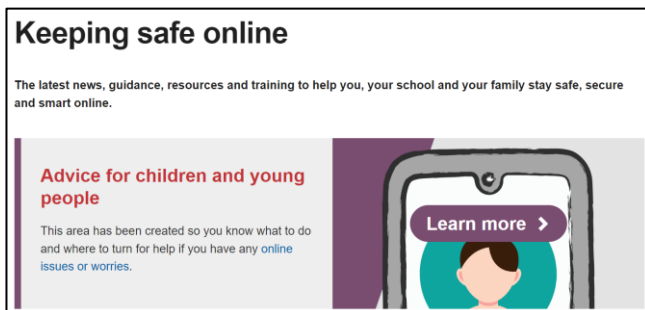 Keeping safe online
The latest news, guidance, resources and training to help you, your school and your family stay safe, secure
and smart online.
Advice for children and young
people
This area has been created so you know what to do
and where to turn for help if you have any online
issues or worries.
Learn more